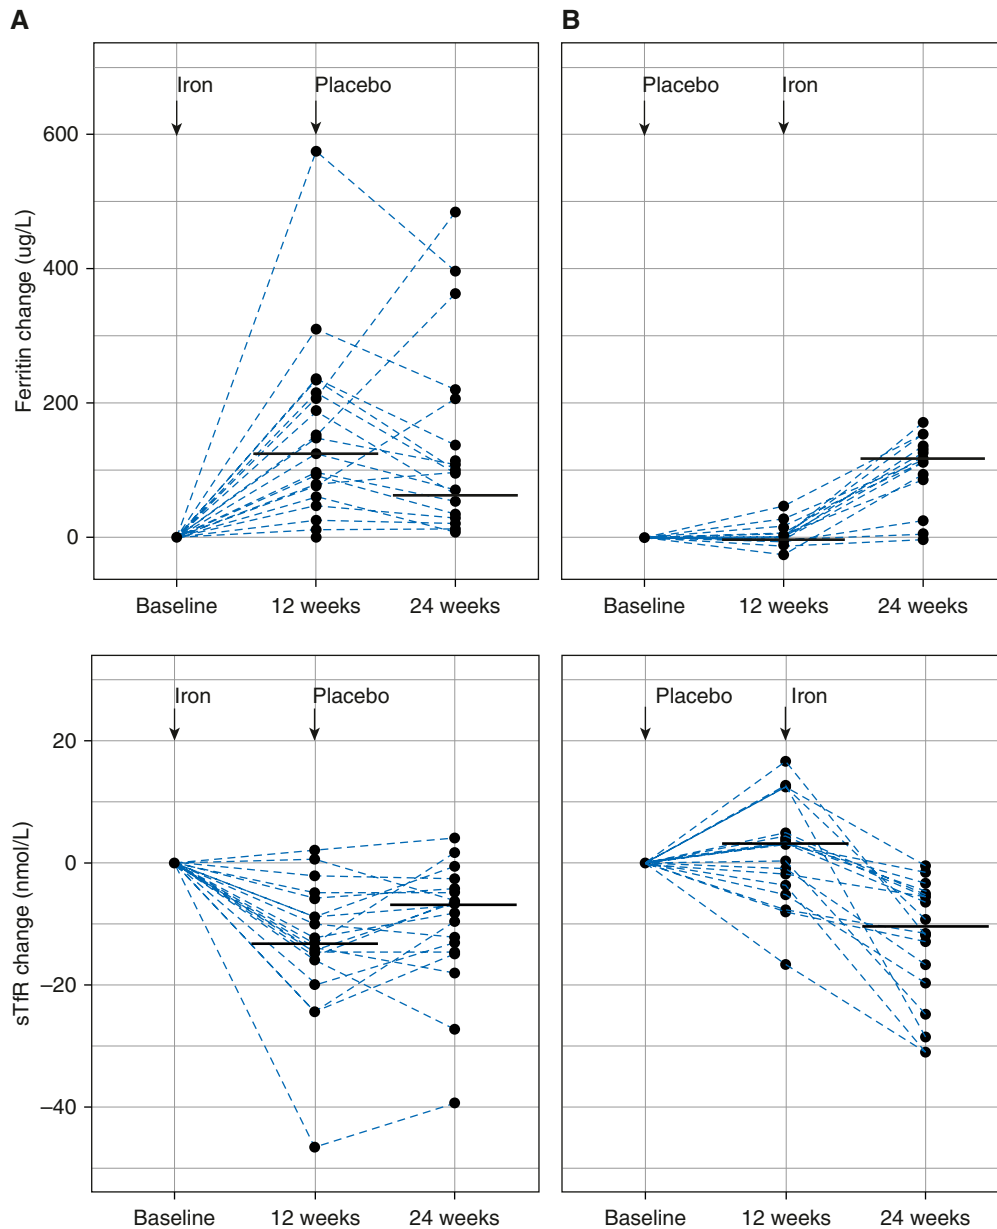 A
B
Iron
Placebo
Placebo
Iron
600
400
200
0
Ferritin change (ug/L)
Baseline
12 weeks
24 weeks
Baseline
12 weeks
24 weeks
Iron
Placebo
Placebo
Iron
20
0
–20
–40
sTfR change (nmol/L)
Baseline
12 weeks
24 weeks
Baseline
12 weeks
24 weeks